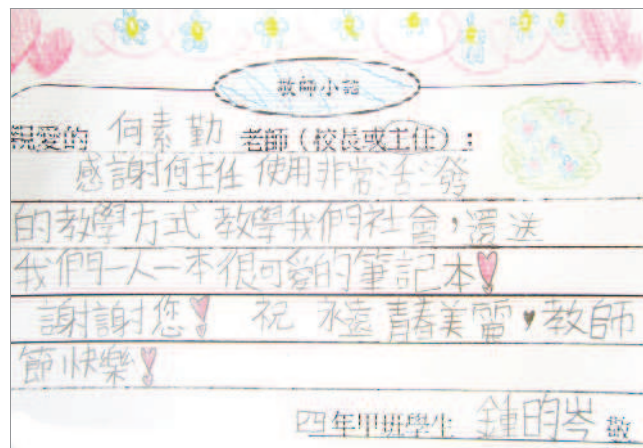 敬師小語
親愛的 何素勤 老師（校長或主任）：
感謝何主任 使用非常活潑
的教學方式 教學我們社會，還送
我們一人一本很可愛的筆記本！
謝謝您！ 祝 永遠青春美麗，教師
節快樂！
四年甲班學生 鍾昀岑 敬